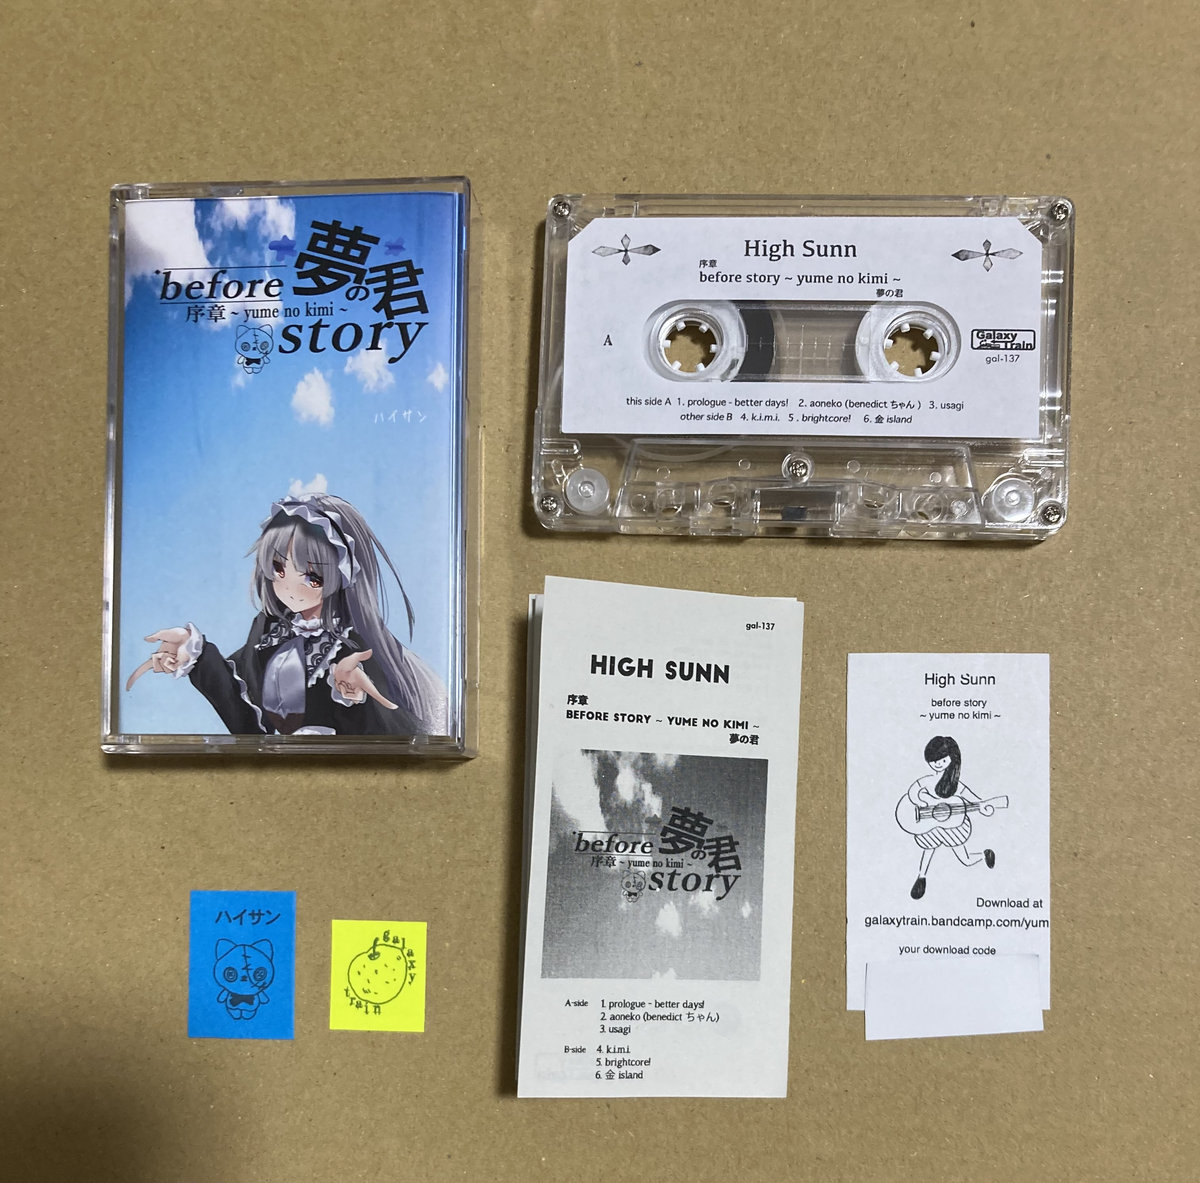 夢の君
before
序章 ~ yume no kimi ~
story
ハイサン
High Sunn
序章
before story ~ yume no kimi ~
夢の君
A
Galaxy
Train
gal-137
this side A 1. prologue - better days! 2. aoneko (benedict ちゃん ) 3. usagi
other side B 4. k.i.m.i. 5 . brightcore! 6. 金 island
gal-137
HIGH SUNN
序章
BEFORE STORY ~ YUME NO KIMI ~
夢の君
夢の君
before
序章 ~ yume no kimi ~
story
A-side 1. prologue - better days!
2. aoneko (benedict ちゃん)
3. usagi
B-side 4. k.i.m.i.
5. brightcore!
6. 金 island
High Sunn
before story
~ yume no kimi ~
Download at
galaxytrain.bandcamp.com/yum
your download code
ハイサン
galaxy
train